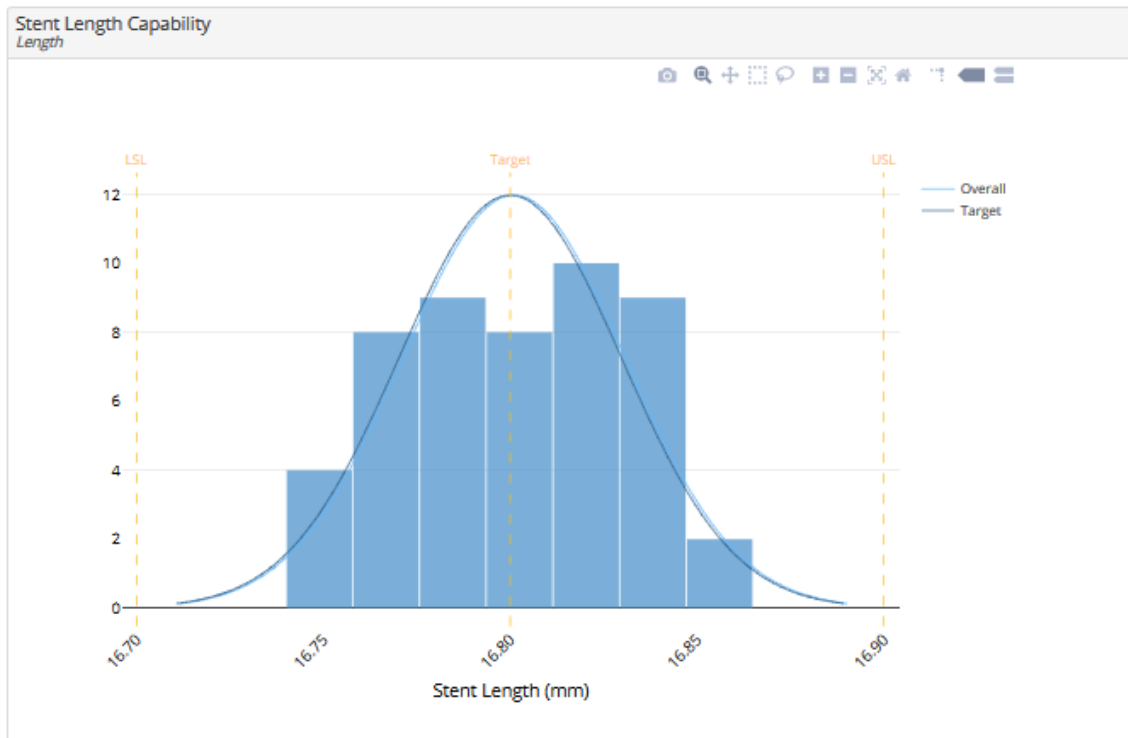 Stent Length Capability
Length
LSL
Target
USL
Overall
Target
12
10
8
6
4
2
0
16.70
16.75
16.80
16.85
16.90
Stent Length (mm)